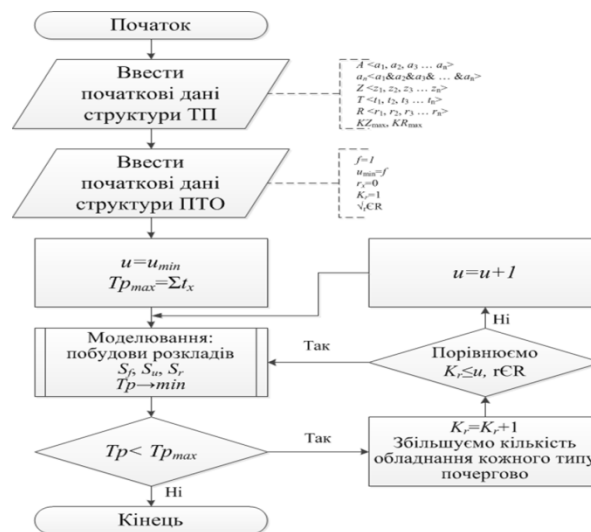 Початок
Ввести
початкові дані
структури ТП
A <a₁, a₂, a₃ … aₙ>
aₙ<a₁&a₂&a₃& … &aₙ>
Z <z₁, z₂, z₃ … zₙ>
T <t₁, t₂, t₃ … tₙ>
R <r₁, r₂, r₃ … rₙ>
KZmax, KRmax
Ввести
початкові дані
структури ПТО
f=1
umin=f
rₓ=0
Kᵣ=1
√ᵣЄR
u=umin
Tpmax=Σtₓ
u=u+1
Ні
Моделювання:
побудови розкладів
Sf, Su, Sr
Tp→min
Так
Порівнюємо
Kᵣ≤u, rЄR
Tp< Tpmax
Так
Kᵣ=Kᵣ+1
Збільшуємо кількість
обладнання кожного типу
почергово
Ні
Кінець